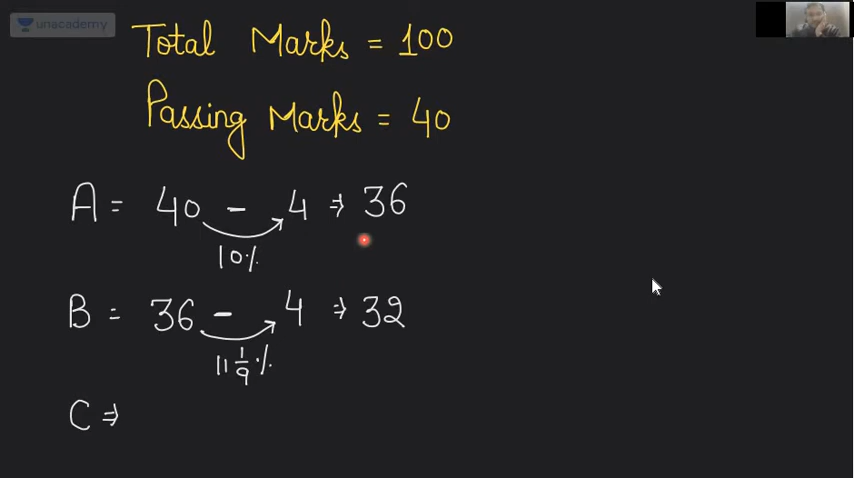 unacademy
Total Marks = 100
Passing Marks = 40
A = 40 - 4 ⇒ 36
10%
B = 36 - 4 ⇒ 32
11 1/9 %
C ⇒